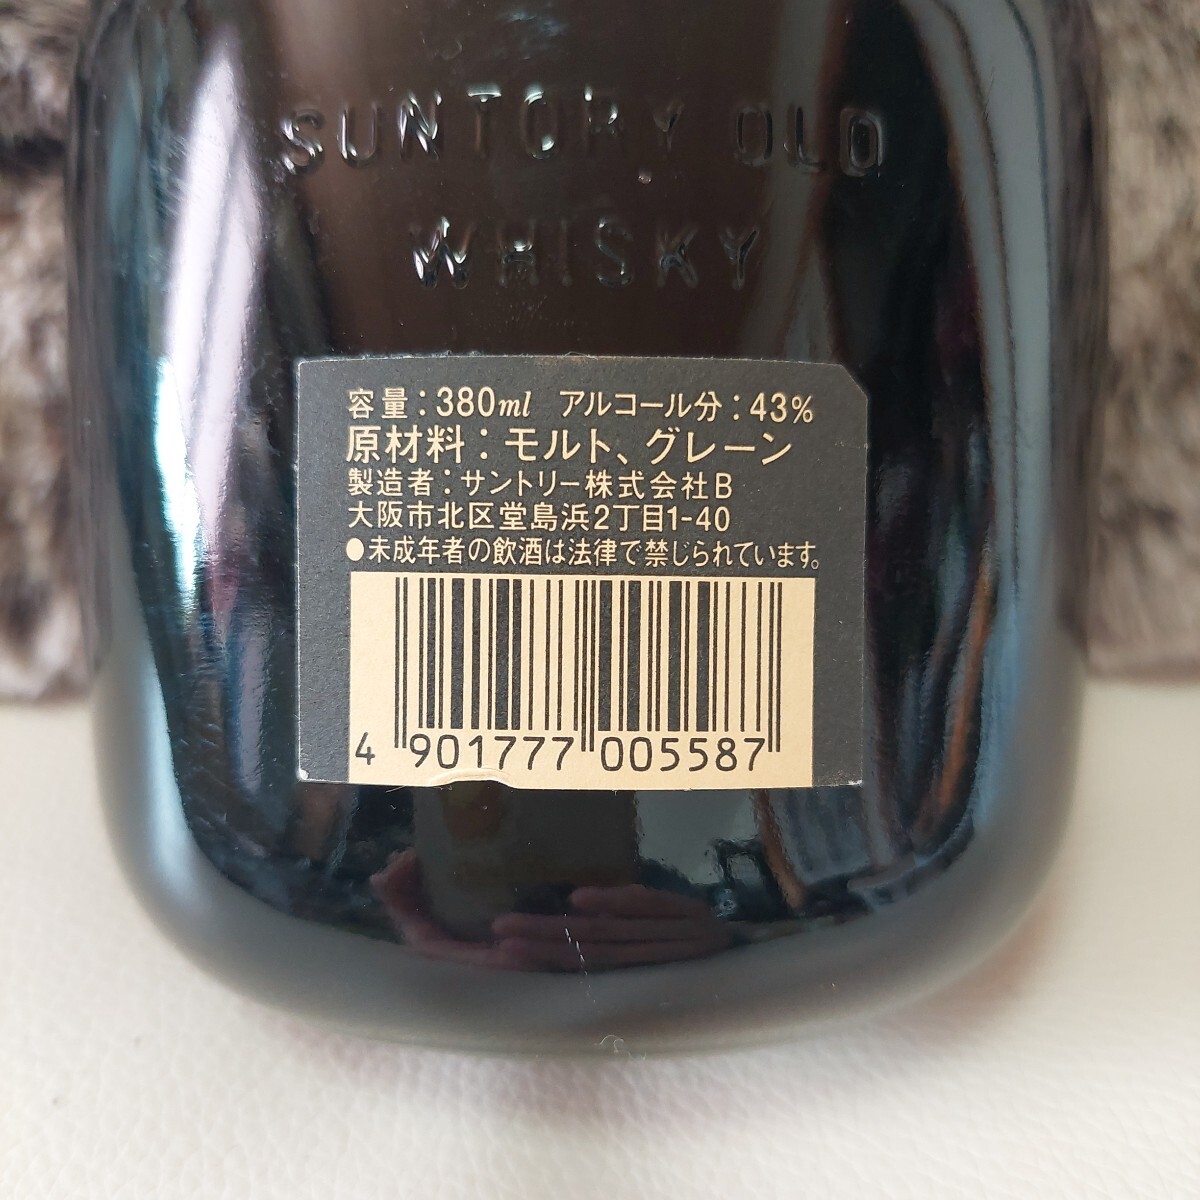 SUNTORY OLD
WHISKY
容量：380ml　アルコール分：43%
原材料：モルト、グレーン
製造者：サントリー株式会社B
大阪市北区堂島浜2丁目1-40
●未成年者の飲酒は法律で禁じられています。
4 901777 005587